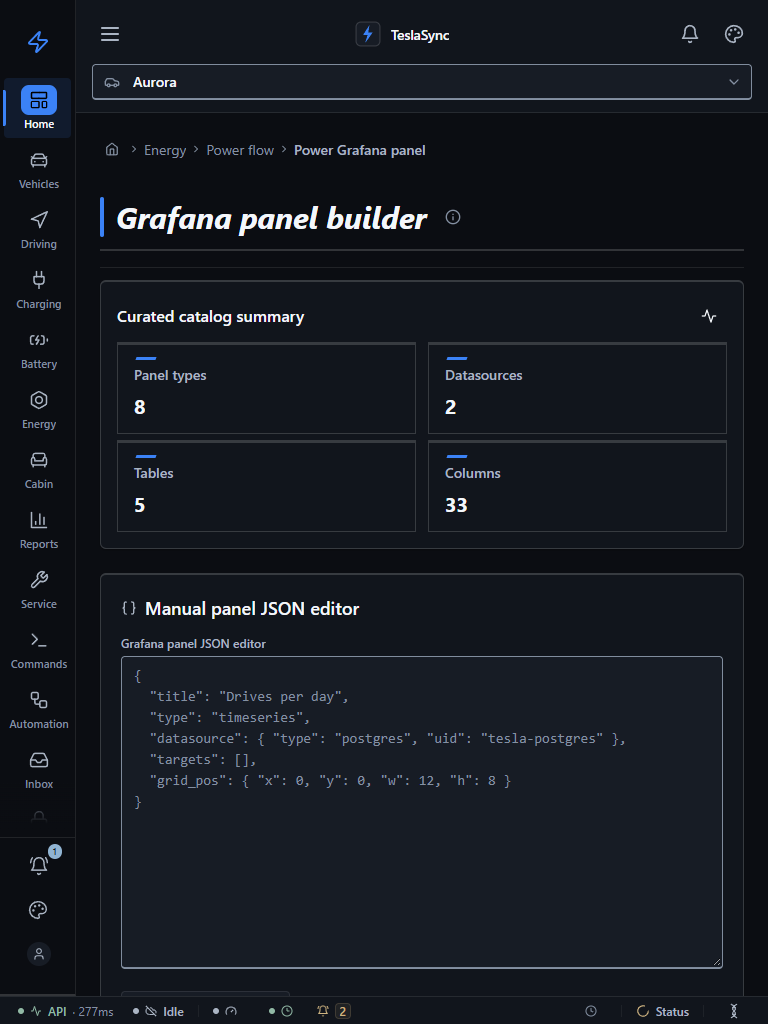 TeslaSync
Aurora
Home
Vehicles
Driving
Charging
Battery
Energy
Cabin
Reports
Service
Commands
Automation
Inbox
1
Energy > Power flow > Power Grafana panel
Grafana panel builder
Curated catalog summary
Panel types
8
Datasources
2
Tables
5
Columns
33
{} Manual panel JSON editor
Grafana panel JSON editor
{
  "title": "Drives per day",
  "type": "timeseries",
  "datasource": { "type": "postgres", "uid": "tesla-postgres" },
  "targets": [],
  "grid_pos": { "x": 0, "y": 0, "w": 12, "h": 8 }
}
API · 277ms
Idle
2
Status